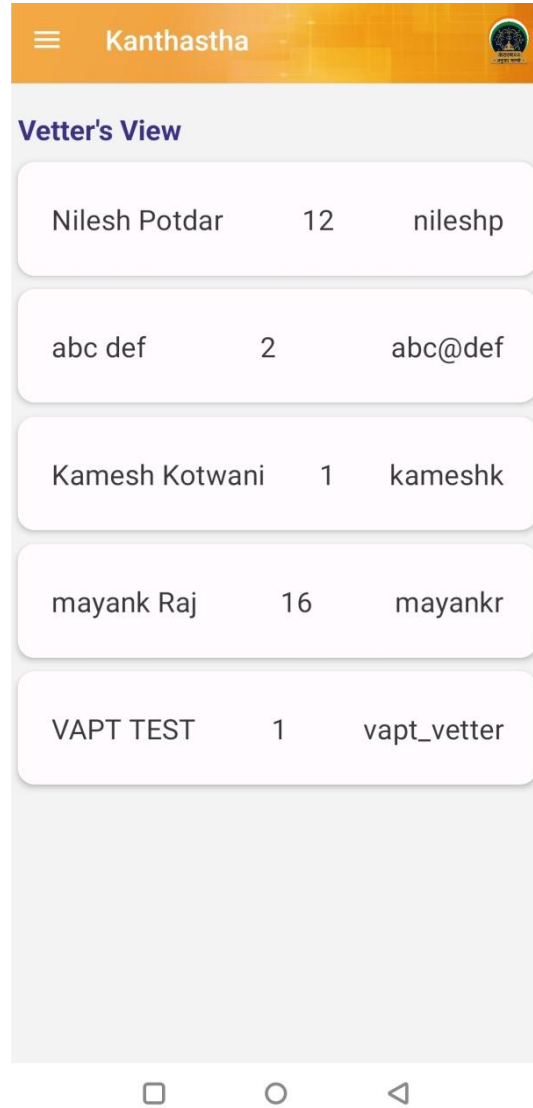 Kanthastha
Vetter's View
Nilesh Potdar 12 nileshp
abc def 2 abc@def
Kamesh Kotwani 1 kameshk
mayank Raj 16 mayankr
VAPT TEST 1 vapt_vetter